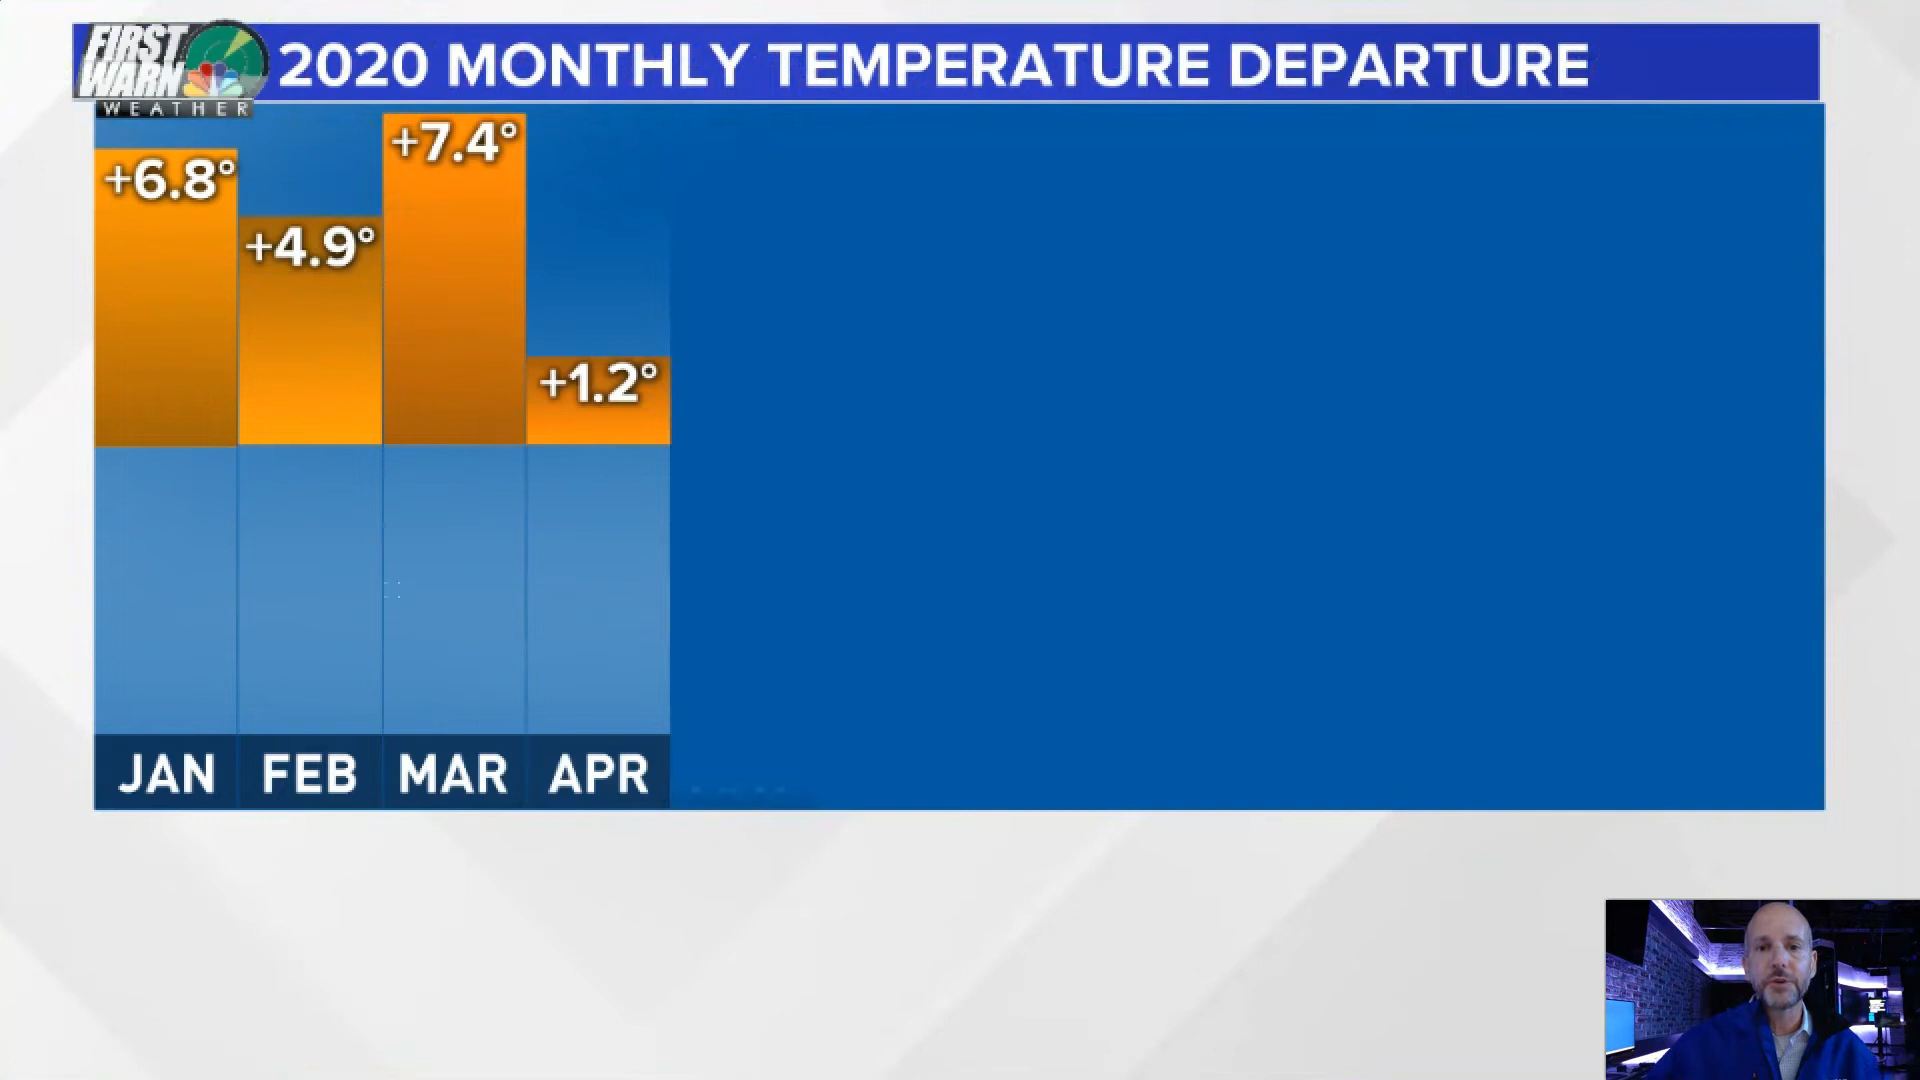 FIRST
WARN
WEATHER
2020 MONTHLY TEMPERATURE DEPARTURE
+6.8°
+4.9°
+7.4°
+1.2°
JAN FEB MAR APR